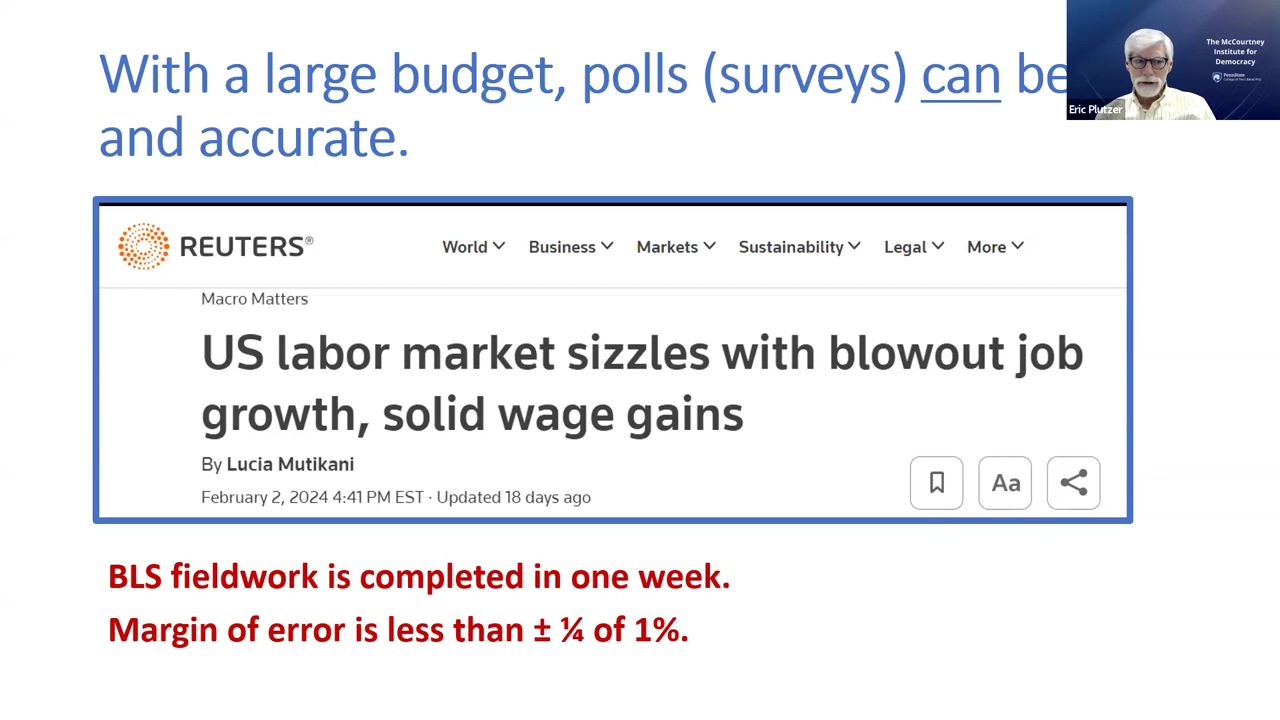 With a large budget, polls (surveys) can be
and accurate.
The McCourtney
Institute for
Democracy
PennState
Eric Plutzer
REUTERS®
World Business Markets Sustainability Legal More
Macro Matters
US labor market sizzles with blowout job
growth, solid wage gains
By Lucia Mutikani
February 2, 2024 4:41 PM EST · Updated 18 days ago
Aa
BLS fieldwork is completed in one week.
Margin of error is less than ± ¼ of 1%.